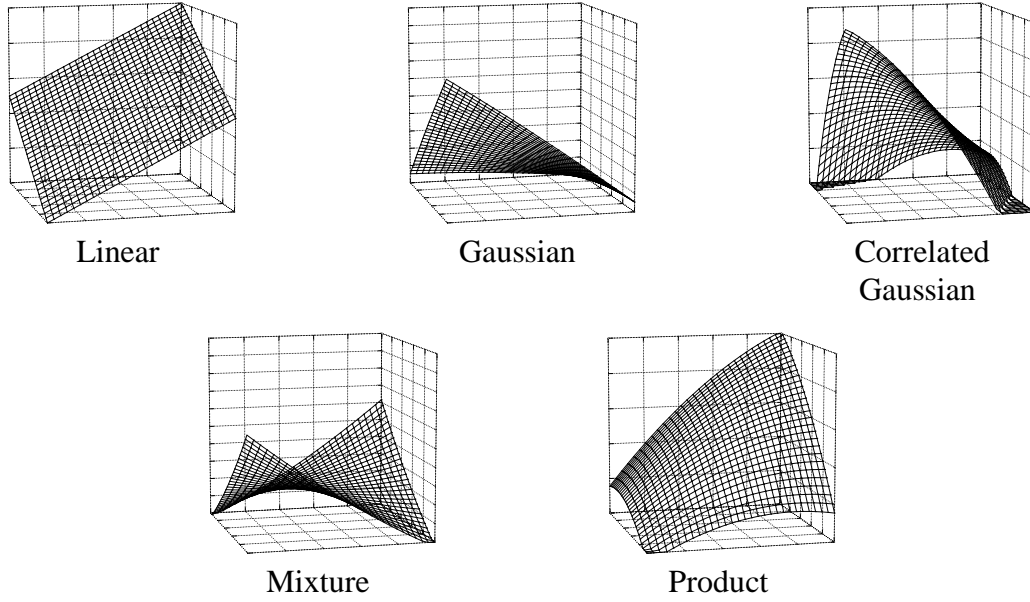 Linear
Gaussian
Correlated
Gaussian
Mixture
Product